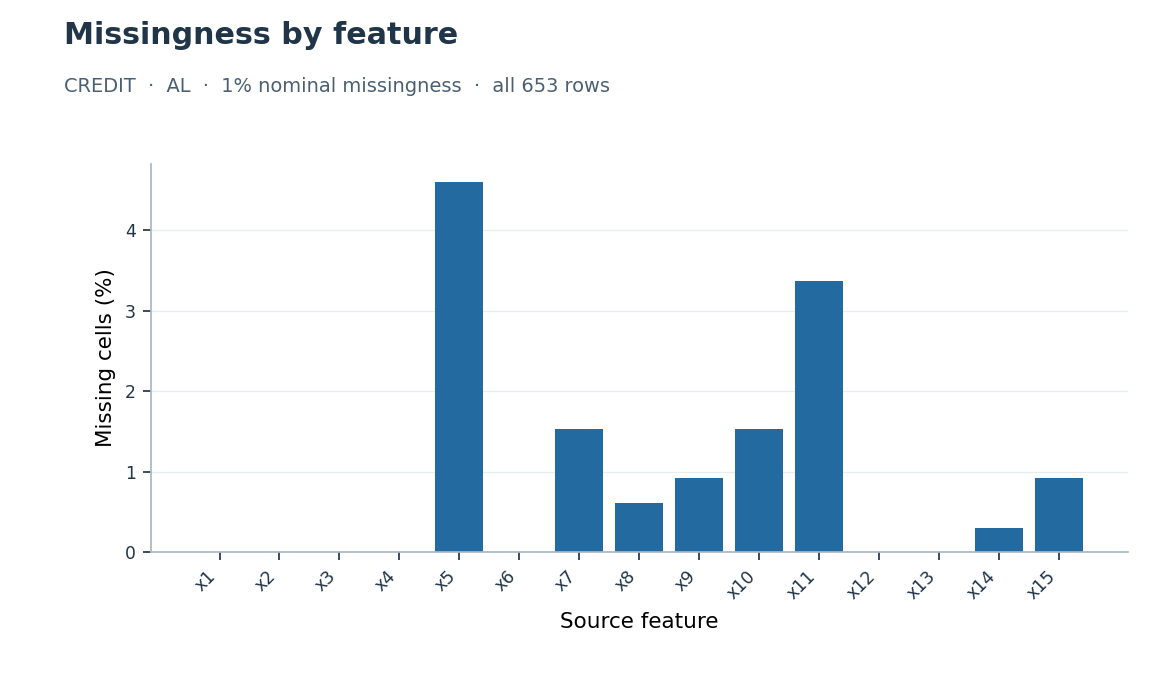 Missingness by feature
CREDIT · AL · 1% nominal missingness · all 653 rows
Missing cells (%)
4
3
2
1
0
x1 x2 x3 x4 x5 x6 x7 x8 x9 x10 x11 x12 x13 x14 x15
Source feature